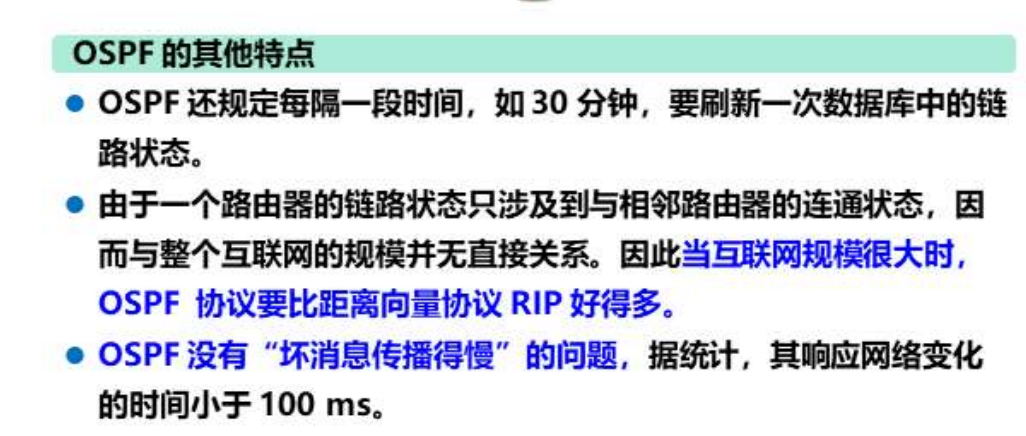 OSPF 的其他特点
OSPF 还规定每隔一段时间，如 30 分钟，要刷新一次数据库中的链
路状态。
由于一个路由器的链路状态只涉及到与相邻路由器的连通状态，因
而与整个互联网的规模并无直接关系。因此当互联网规模很大时，
OSPF 协议要比距离向量协议 RIP 好得多。
OSPF 没有“坏消息传播得慢”的问题，据统计，其响应网络变化
的时间小于 100 ms。